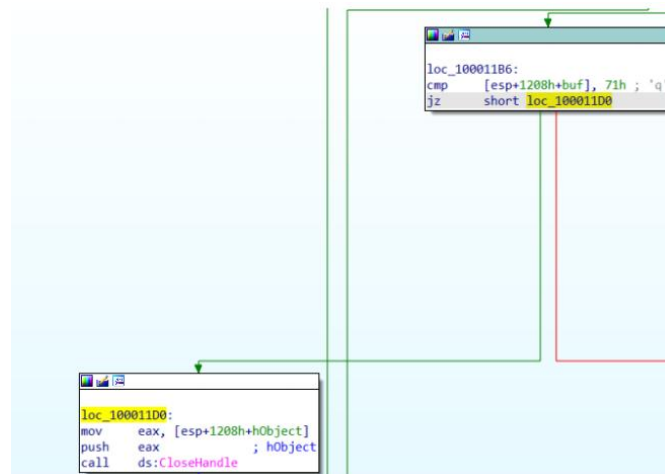 loc_100011B6:
cmp [esp+1208h+buf], 71h ; 'q'
jz short loc_100011D0
loc_100011D0:
mov eax, [esp+1208h+hObject]
push eax ; hObject
call ds:CloseHandle